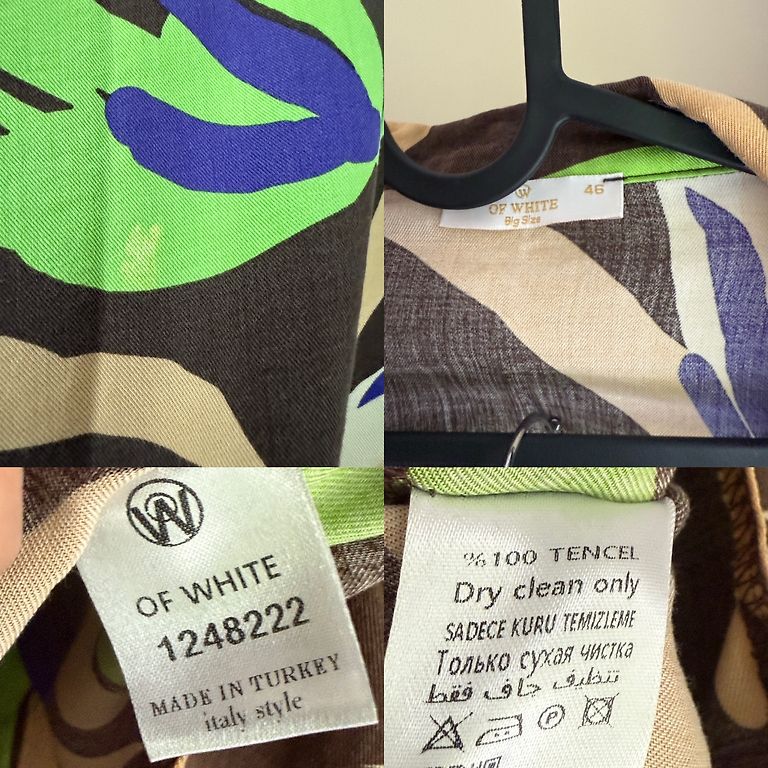 46
OF WHITE
Big Size
OF WHITE
1248222
MADE IN TURKEY
italy style
%100 TENCEL
Dry clean only
SADECE KURU TEMİZLEME
Только сухая чистка
تنظيف جاف فقط
P